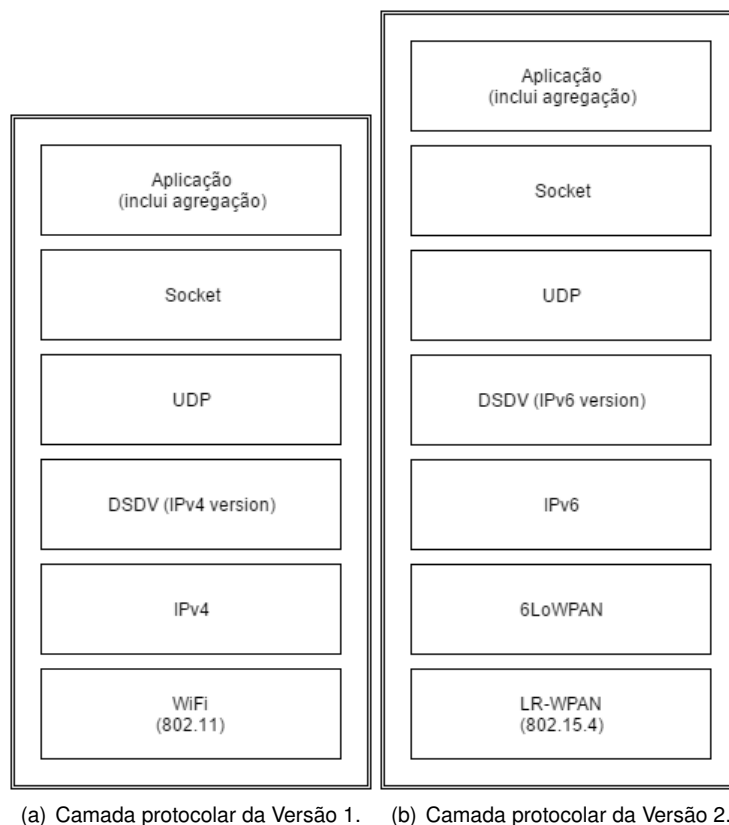 Aplicação
(inclui agregação)
Socket
UDP
DSDV (IPv4 version)
IPv4
WiFi
(802.11)
(a) Camada protocolar da Versão 1.
Aplicação
(inclui agregação)
Socket
UDP
DSDV (IPv6 version)
IPv6
6LoWPAN
LR-WPAN
(802.15.4)
(b) Camada protocolar da Versão 2.